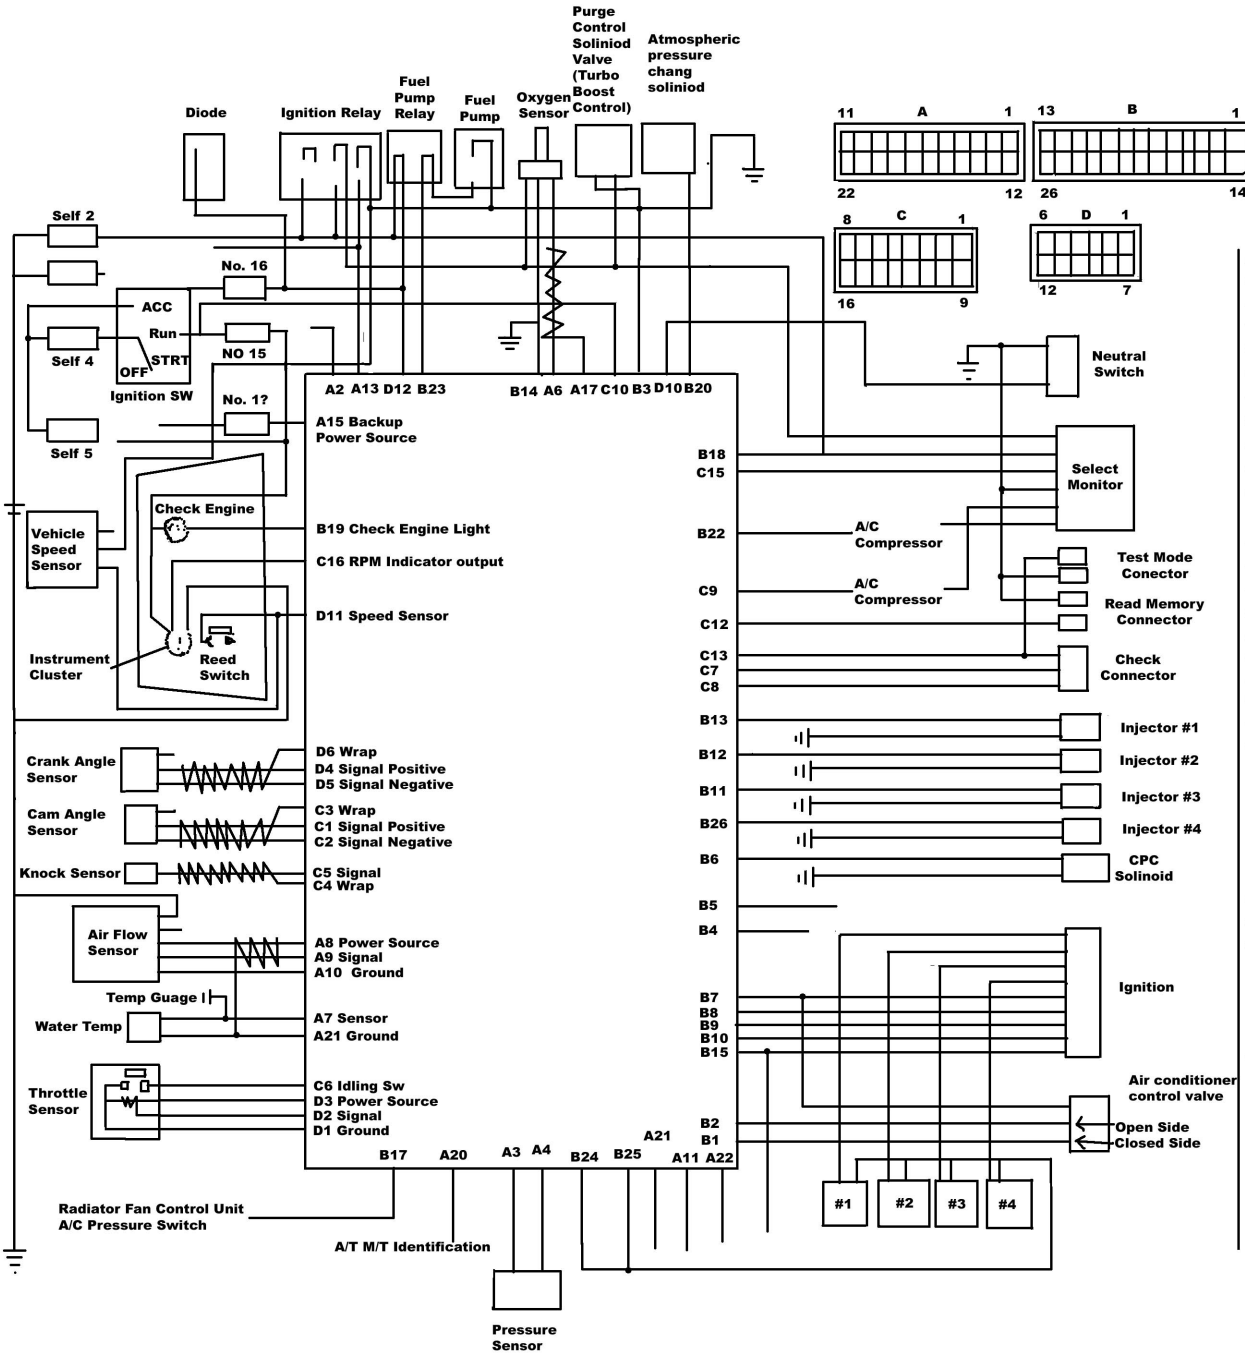 Purge
Control
Soliniod
Valve
(Turbo
Boost
Control)
Atmospheric
pressure
chang
soliniod
Fuel
Pump
Relay
Fuel
Pump
Oxygen
Sensor
Diode
Ignition Relay
11 A 1
22 12
13 B 1
26 14
8 C 1
16 9
6 D 1
12 7
Self 2
No. 16
ACC
Run
STRT
OFF
Self 4
NO 15
Ignition SW
No. 1?
Self 5
A2 A13 D12 B23
B14 A6 A17 C10 B3 D10 B20
A15 Backup
Power Source
Neutral
Switch
B18
C15
Select
Monitor
Check Engine
Vehicle
Speed
Sensor
B19 Check Engine Light
C16 RPM Indicator output
D11 Speed Sensor
Instrument
Cluster
Reed
Switch
B22
A/C
Compressor
C9
A/C
Compressor
Test Mode
Conector
Read Memory
Connector
C12
C13
C7
C8
Check
Connector
B13
Injector #1
B12
Injector #2
B11
Injector #3
B26
Injector #4
B6
CPC
Solinoid
B5
B4
Crank Angle
Sensor
D6 Wrap
D4 Signal Positive
D5 Signal Negative
Cam Angle
Sensor
C3 Wrap
C1 Signal Positive
C2 Signal Negative
Knock Sensor
C5 Signal
C4 Wrap
Air Flow
Sensor
A8 Power Source
A9 Signal
A10 Ground
Temp Guage
Water Temp
A7 Sensor
A21 Ground
Throttle
Sensor
C6 Idling Sw
D3 Power Source
D2 Signal
D1 Ground
B7
B8
B9
B10
B15
Ignition
Air conditioner
control valve
B2
B1
Open Side
Closed Side
B17 A20 A3 A4 B24 B25 A21 A11 A22
#1 #2 #3 #4
Radiator Fan Control Unit
A/C Pressure Switch
A/T M/T Identification
Pressure
Sensor